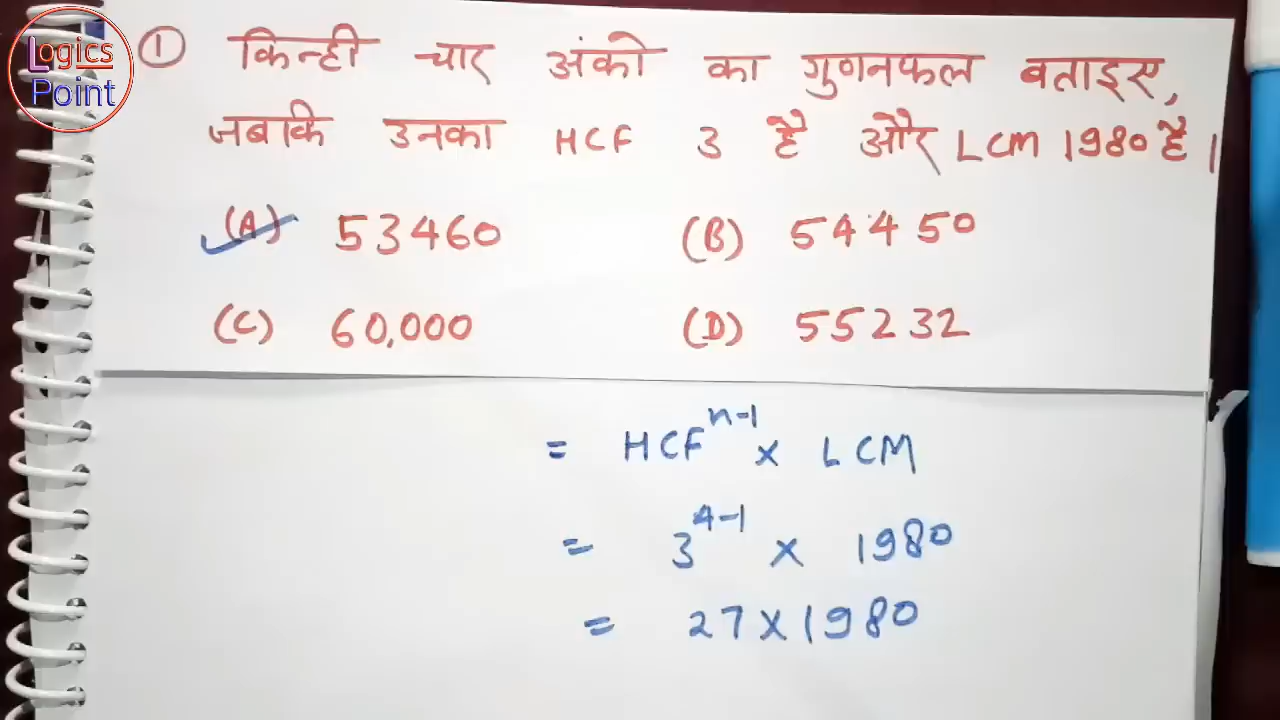 Logics
Point
① किन्ही चार अंको का गुणनफल बताइए,
जबकि उनका HCF 3 है और LCM 1980 है।
(A) 53460 (B) 54450
(C) 60,000 (D) 55232
= HCF^n-1 × LCM
= 3^4-1 × 1980
= 27 × 1980